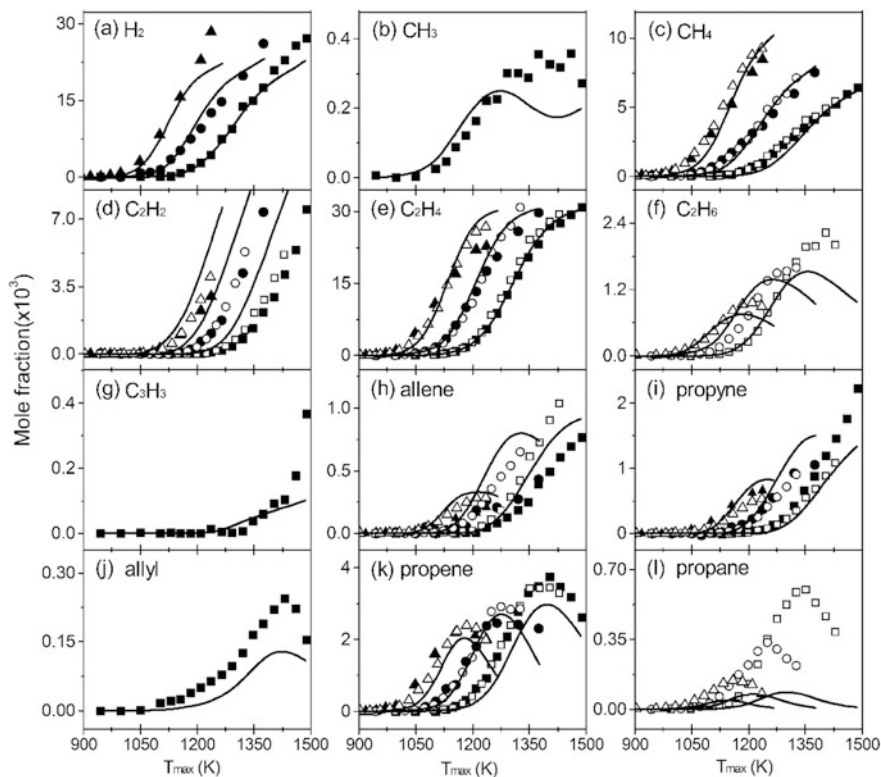 (a) H₂
(b) CH₃
(c) CH₄
30
15
0
0.4
0.2
0.0
10
5
0
(d) C₂H₂
(e) C₂H₄
(f) C₂H₆
7.0
3.5
0.0
30
15
0
2.4
1.2
0.0
Mole fraction(x10³)
(g) C₃H₃
(h) allene
(i) propyne
0.4
0.2
0.0
1.0
0.5
0.0
2
1
0
(j) allyl
(k) propene
(l) propane
0.30
0.15
0.00
4
2
0
0.70
0.35
0.00
900 1050 1200 1350 1500
900 1050 1200 1350 1500
900 1050 1200 1350 1500
Tmax (K)
Tmax (K)
Tmax (K)